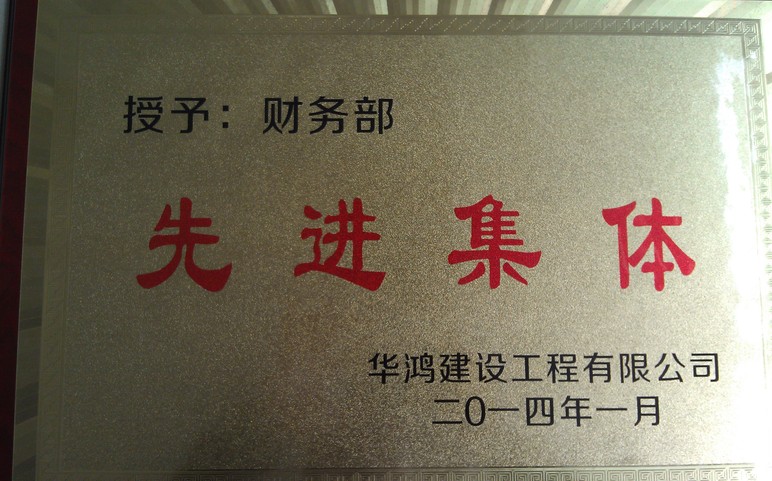 授予：财务部
先进集体
华鸿建设工程有限公司
二0一四年一月